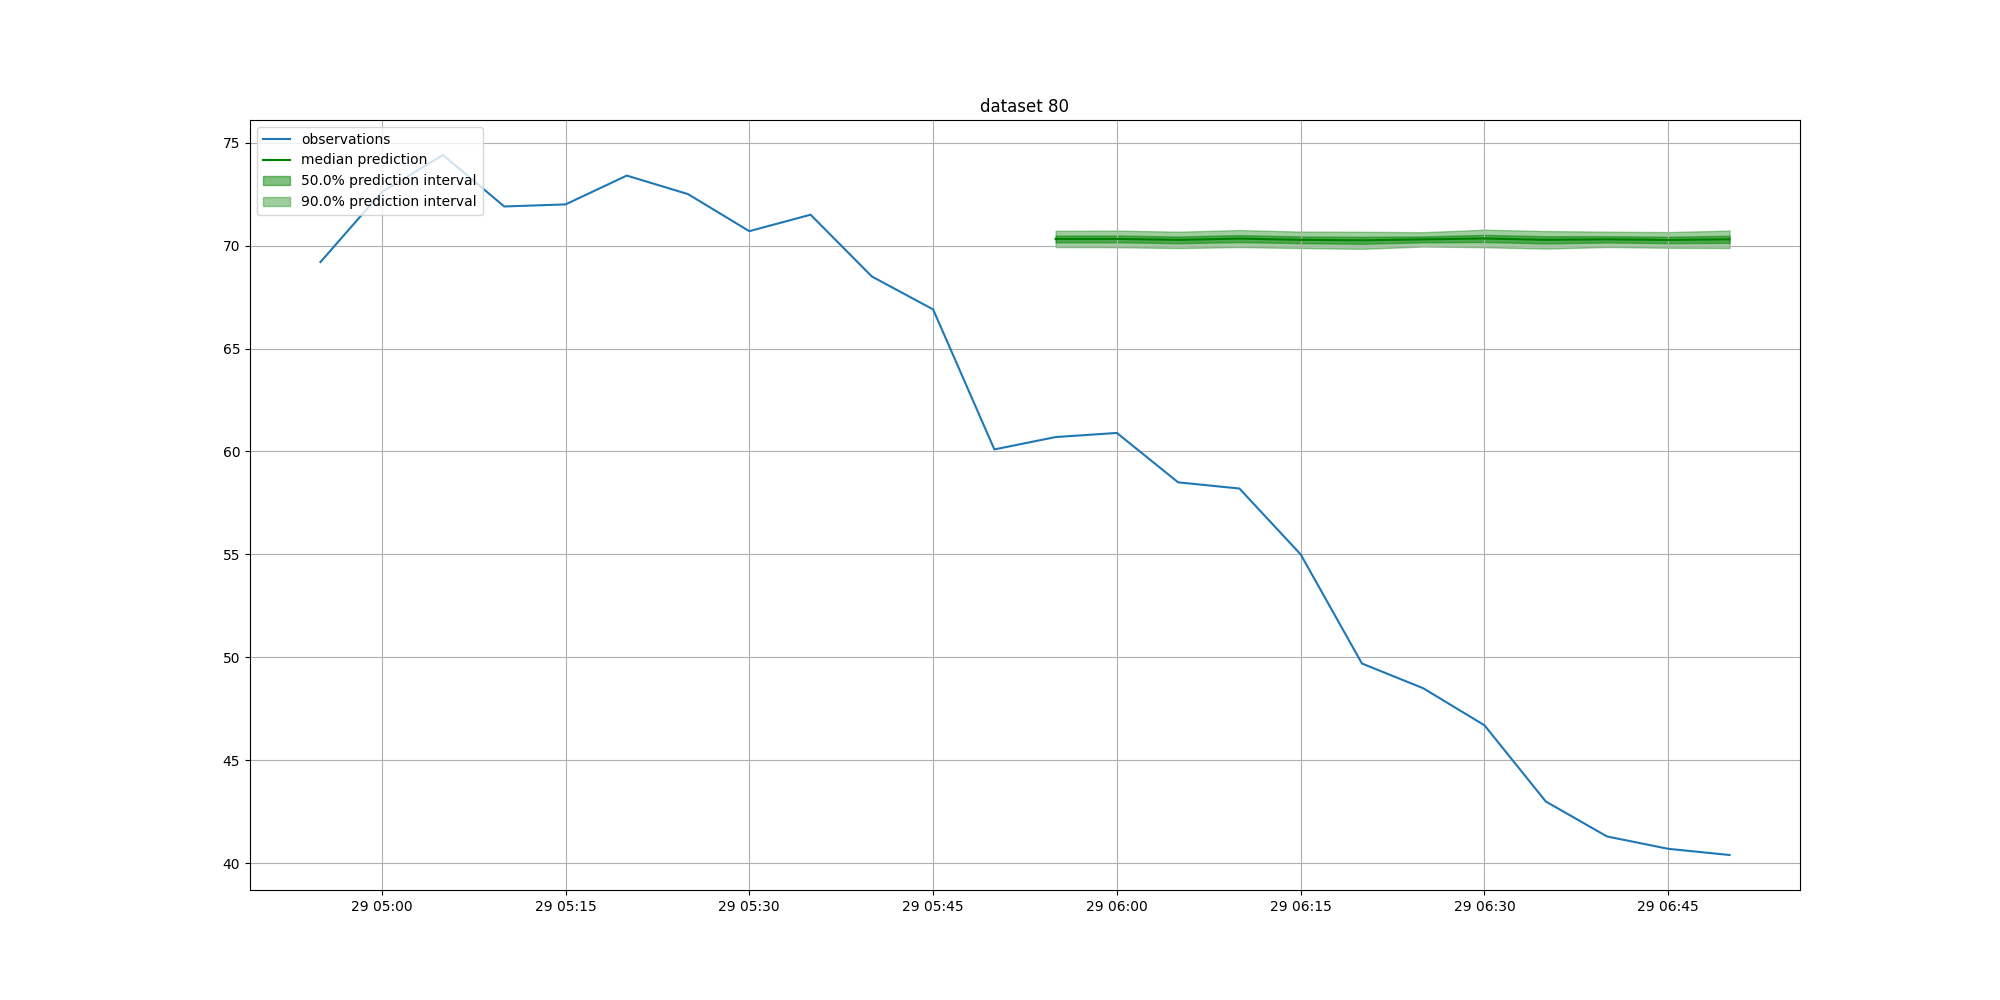 dataset 80
observations
median prediction
50.0% prediction interval
90.0% prediction interval
75
70
65
60
55
50
45
40
29 05:00 29 05:15 29 05:30 29 05:45 29 06:00 29 06:15 29 06:30 29 06:45